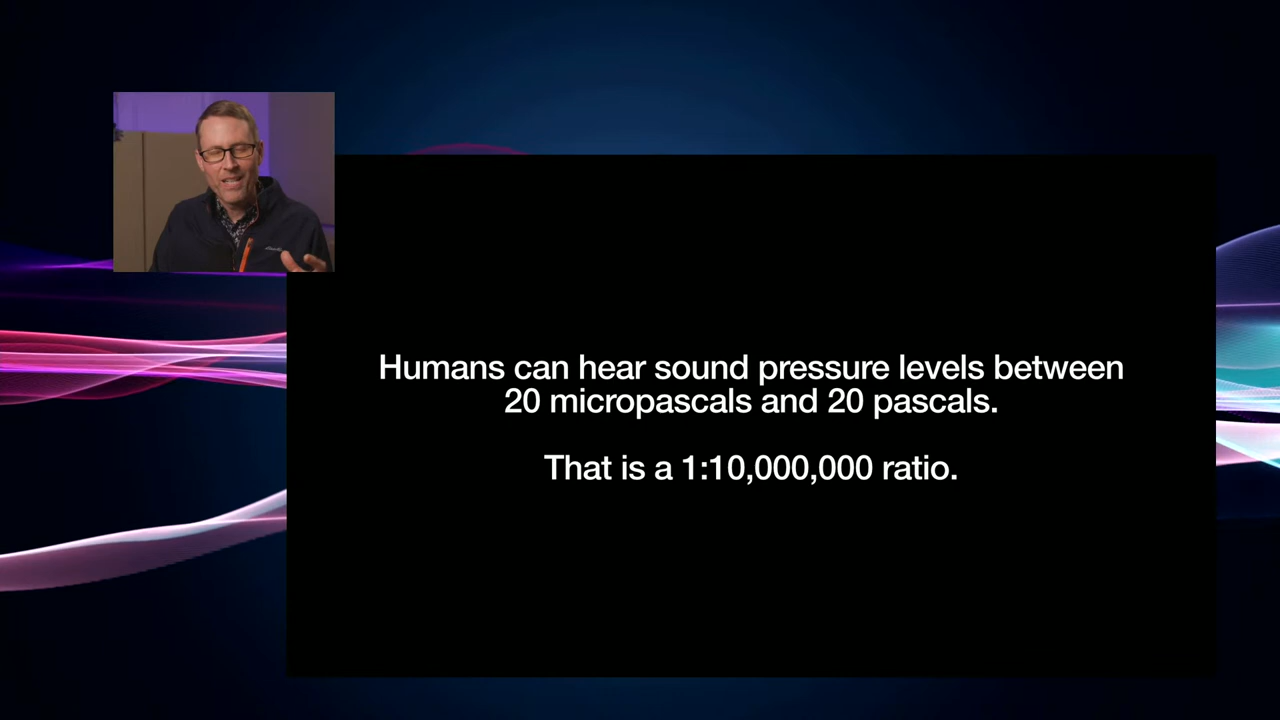 Humans can hear sound pressure levels between
20 micropascals and 20 pascals.
That is a 1:10,000,000 ratio.